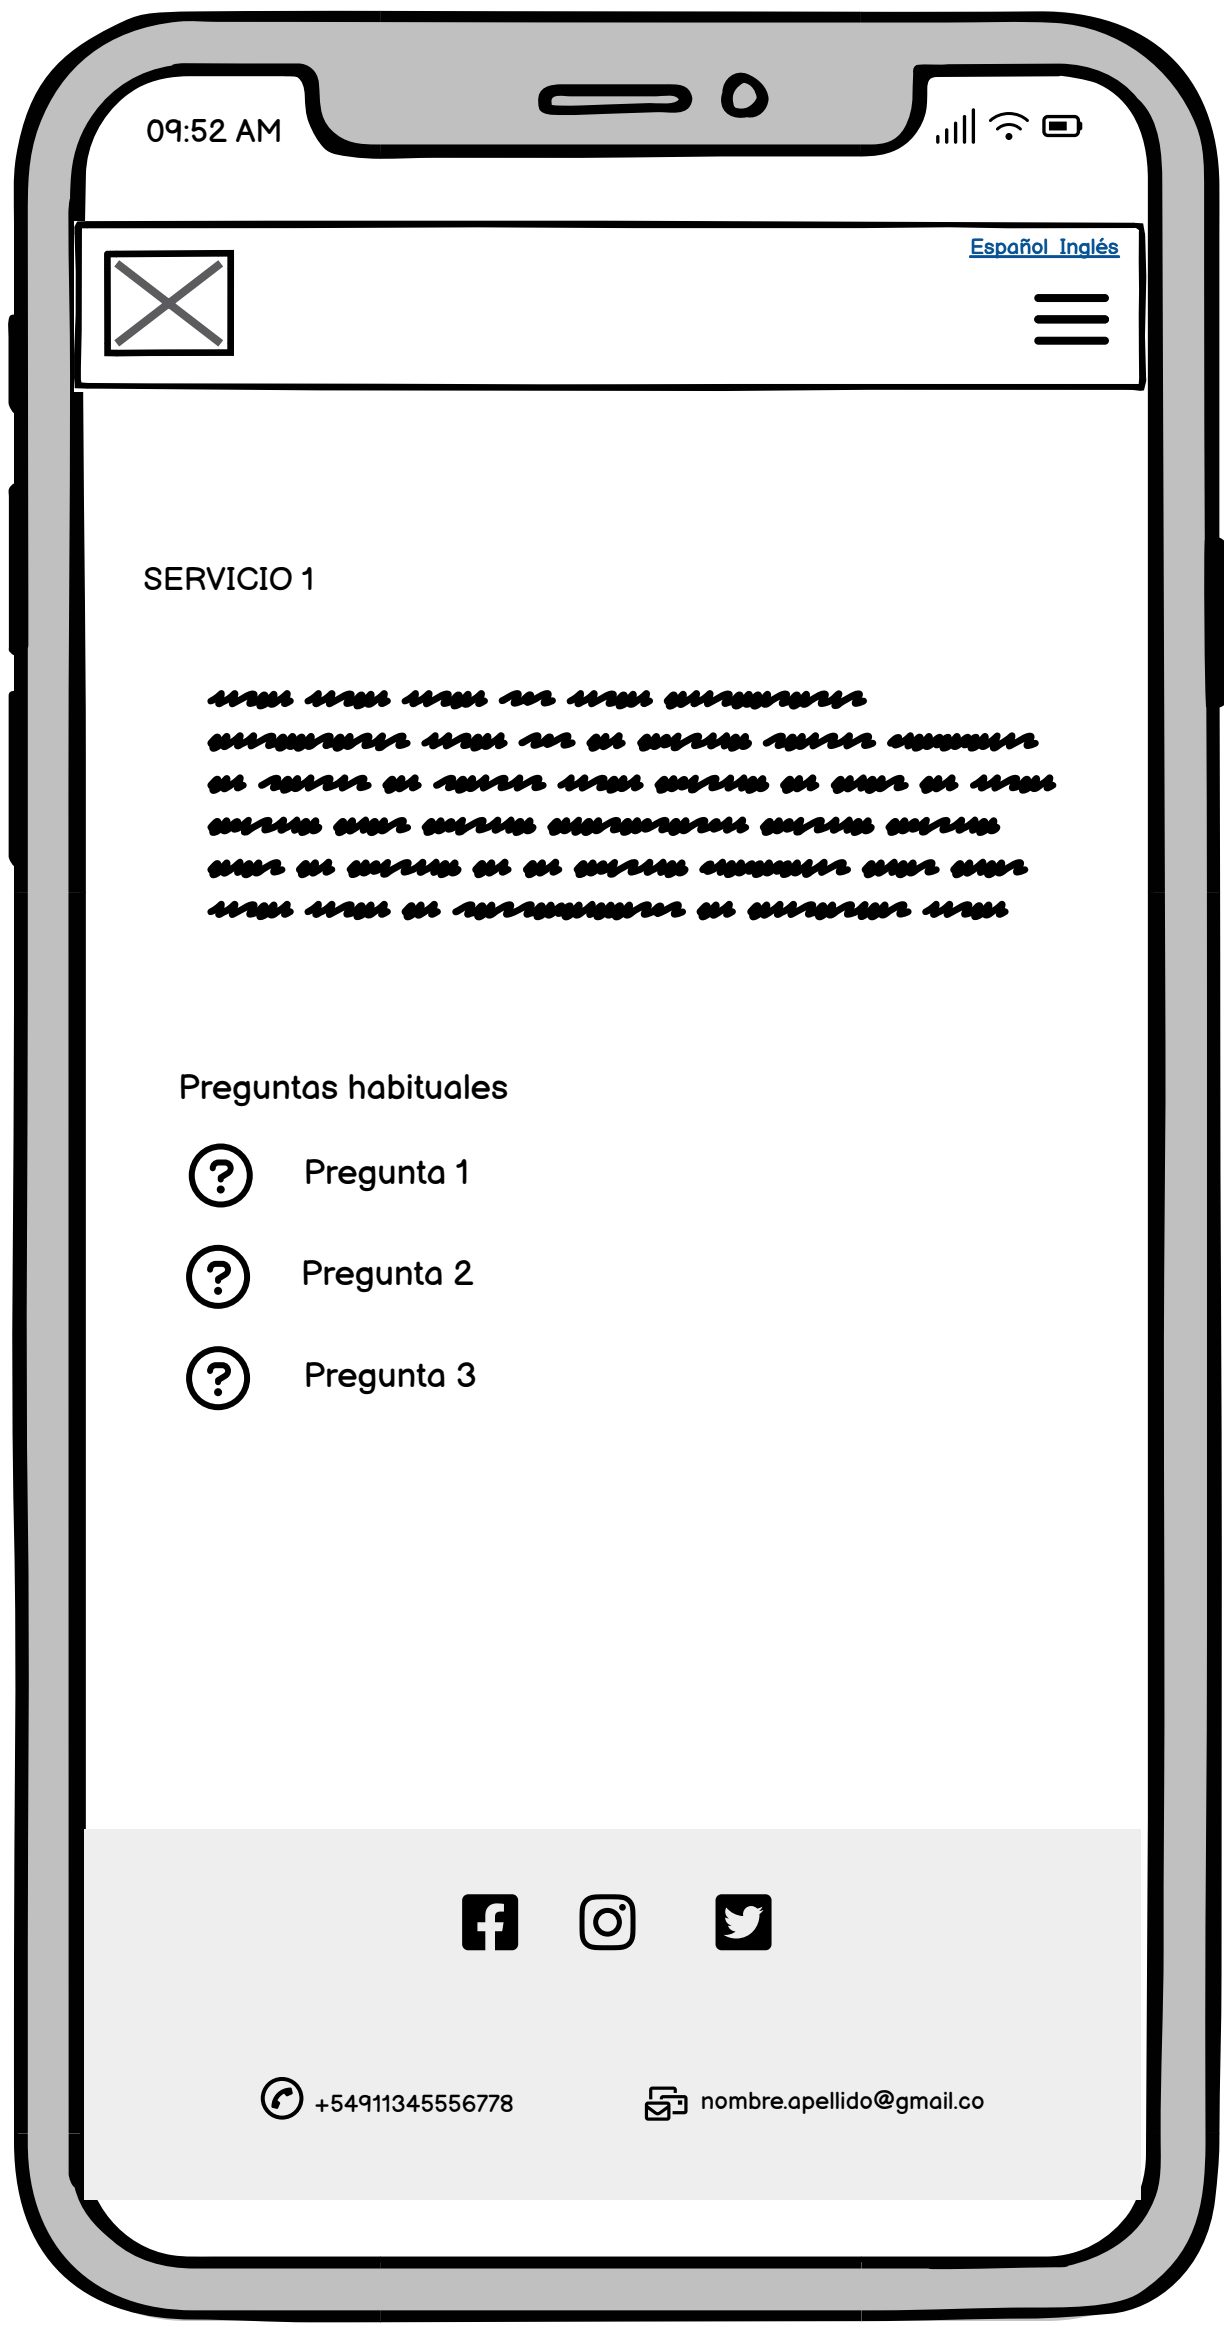 09:52 AM
Español Inglés
SERVICIO 1
Preguntas habituales
Pregunta 1
Pregunta 2
Pregunta 3
+54911345556778
nombre.apellido@gmail.co